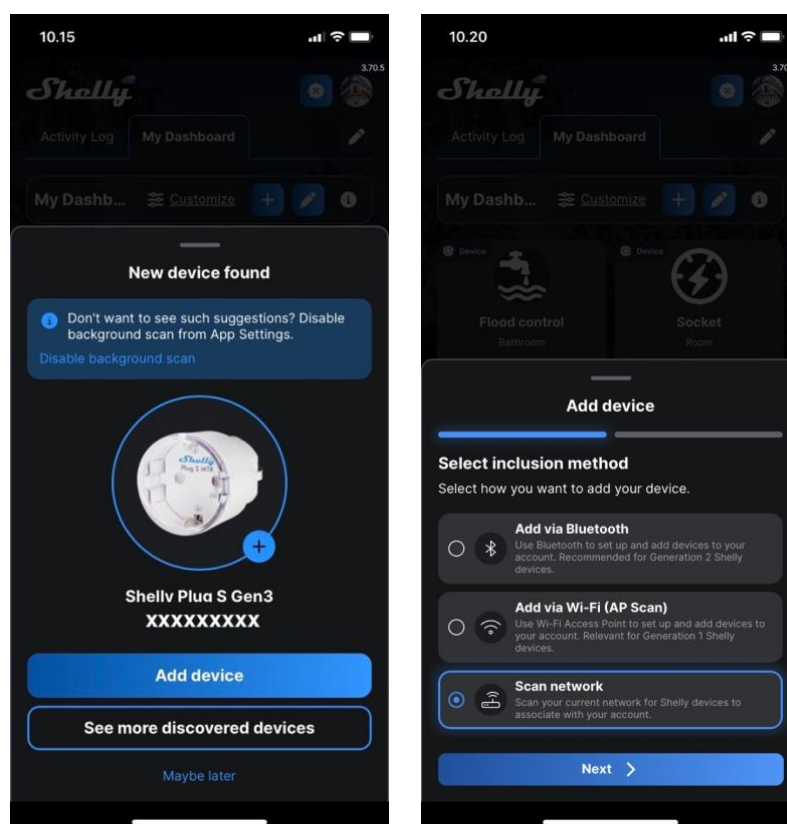 10.15
3.70.5
Shelly
Activity Log
My Dashboard
My Dashb...
Customize
New device found
Don't want to see such suggestions? Disable
background scan from App Settings.
Disable background scan
Shelly
Plug S MTR
Shelly Plug S Gen3
XXXXXXXXX
Add device
See more discovered devices
Maybe later
10.20
3.70
Shelly
Activity Log
My Dashboard
My Dashb...
Customize
Device
Device
Flood control
Bathroom
Socket
Room
Add device
Select inclusion method
Select how you want to add your device.
Add via Bluetooth
Use Bluetooth to set up and add devices to your
account. Recommended for Generation 2 Shelly
devices.
Add via Wi-Fi (AP Scan)
Use Wi-Fi Access Point to set up and add devices to
your account. Relevant for Generation 1 Shelly
devices.
Scan network
Scan your current network for Shelly devices to
associate with your account.
Next